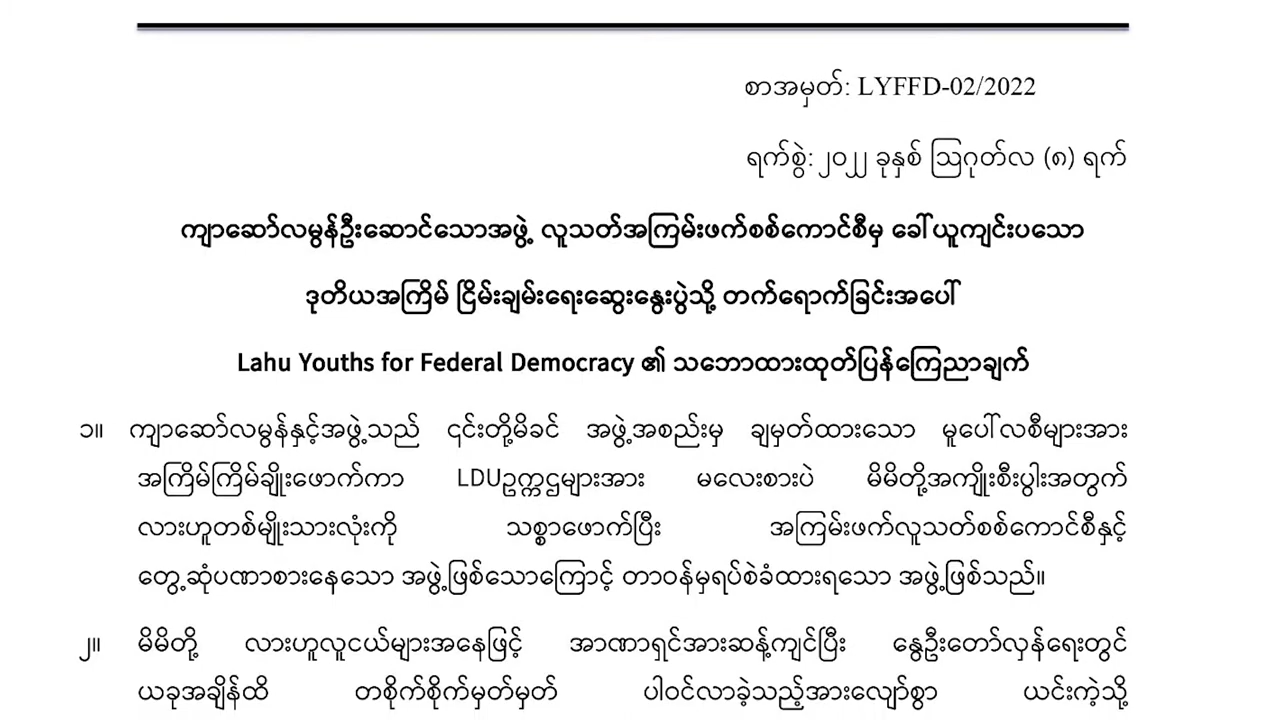 စာအမှတ်: LYFFD-02/2022
ရက်စွဲ:၂၀၂၂ ခုနှစ် ဩဂုတ်လ (၈) ရက်
ကျာဆော်လမွန်ဦးဆောင်သောအဖွဲ့ လူသတ်အကြမ်းဖက်စစ်ကောင်စီမှ ခေါ်ယူကျင်းပသော
ဒုတိယအကြိမ် ငြိမ်းချမ်းရေးဆွေးနွေးပွဲသို့ တက်ရောက်ခြင်းအပေါ်
Lahu Youths for Federal Democracy ၏ သဘောထားထုတ်ပြန်ကြေညာချက်
၁။ ကျာဆော်လမွန်နှင့်အဖွဲ့သည် ၎င်းတို့မိခင် အဖွဲ့အစည်းမှ ချမှတ်ထားသော မူပေါ်လစီများအား
အကြိမ်ကြိမ်ချိုးဖောက်ကာ LDUဥက္ကဌများအား မလေးစားပဲ မိမိတို့အကျိုးစီးပွါးအတွက်
လားဟူတစ်မျိုးသားလုံးကို သစ္စာဖောက်ပြီး အကြမ်းဖက်လူသတ်စစ်ကောင်စီနှင့်
တွေ့ဆုံပဏာစားနေသော အဖွဲ့ဖြစ်သောကြောင့် တာဝန်မှရပ်စဲခံထားရသော အဖွဲ့ဖြစ်သည်။
၂။ မိမိတို့ လားဟူလူငယ်များအနေဖြင့် အာဏာရှင်အားဆန့်ကျင်ပြီး နွေဦးတော်လှန်ရေးတွင်
ယခုအချိန်ထိ တစိုက်စိုက်မှတ်မှတ် ပါဝင်လာခဲ့သည့်အားလျော်စွာ ယင်းကဲ့သို့